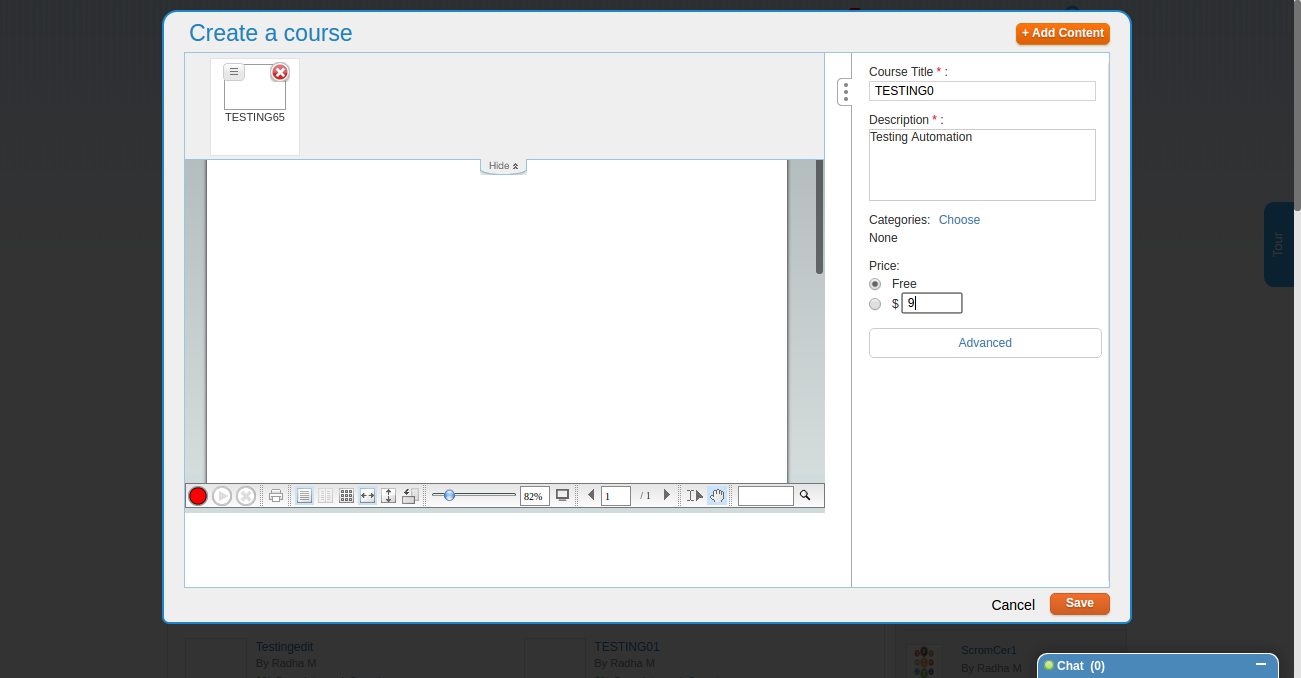 Create a course
+ Add Content
TESTING65
Hide
Course Title * :
TESTING0
Description * :
Testing Automation
Categories: Choose
None
Price:
Free
$ 9
Advanced
82%
1
/ 1
Cancel
Save
Tour
Testingedit
By Radha M
TESTING01
By Radha M
ScromCer1
By Radha M
Chat (0)